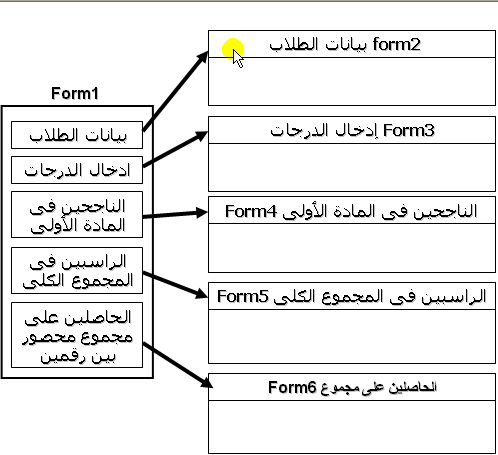 Form1
بيانات الطلاب
ادخال الدرجات
الناجحين فى
المادة الأولى
الراسبين فى
المجموع الكلى
الحاصلين على
مجموع محصور
بين رقمين
بيانات الطلاب form2
إدخال الدرجات Form3
الناجحين فى المادة الأولى Form4
الراسبين فى المجموع الكلى Form5
الحاصلين على مجموع Form6